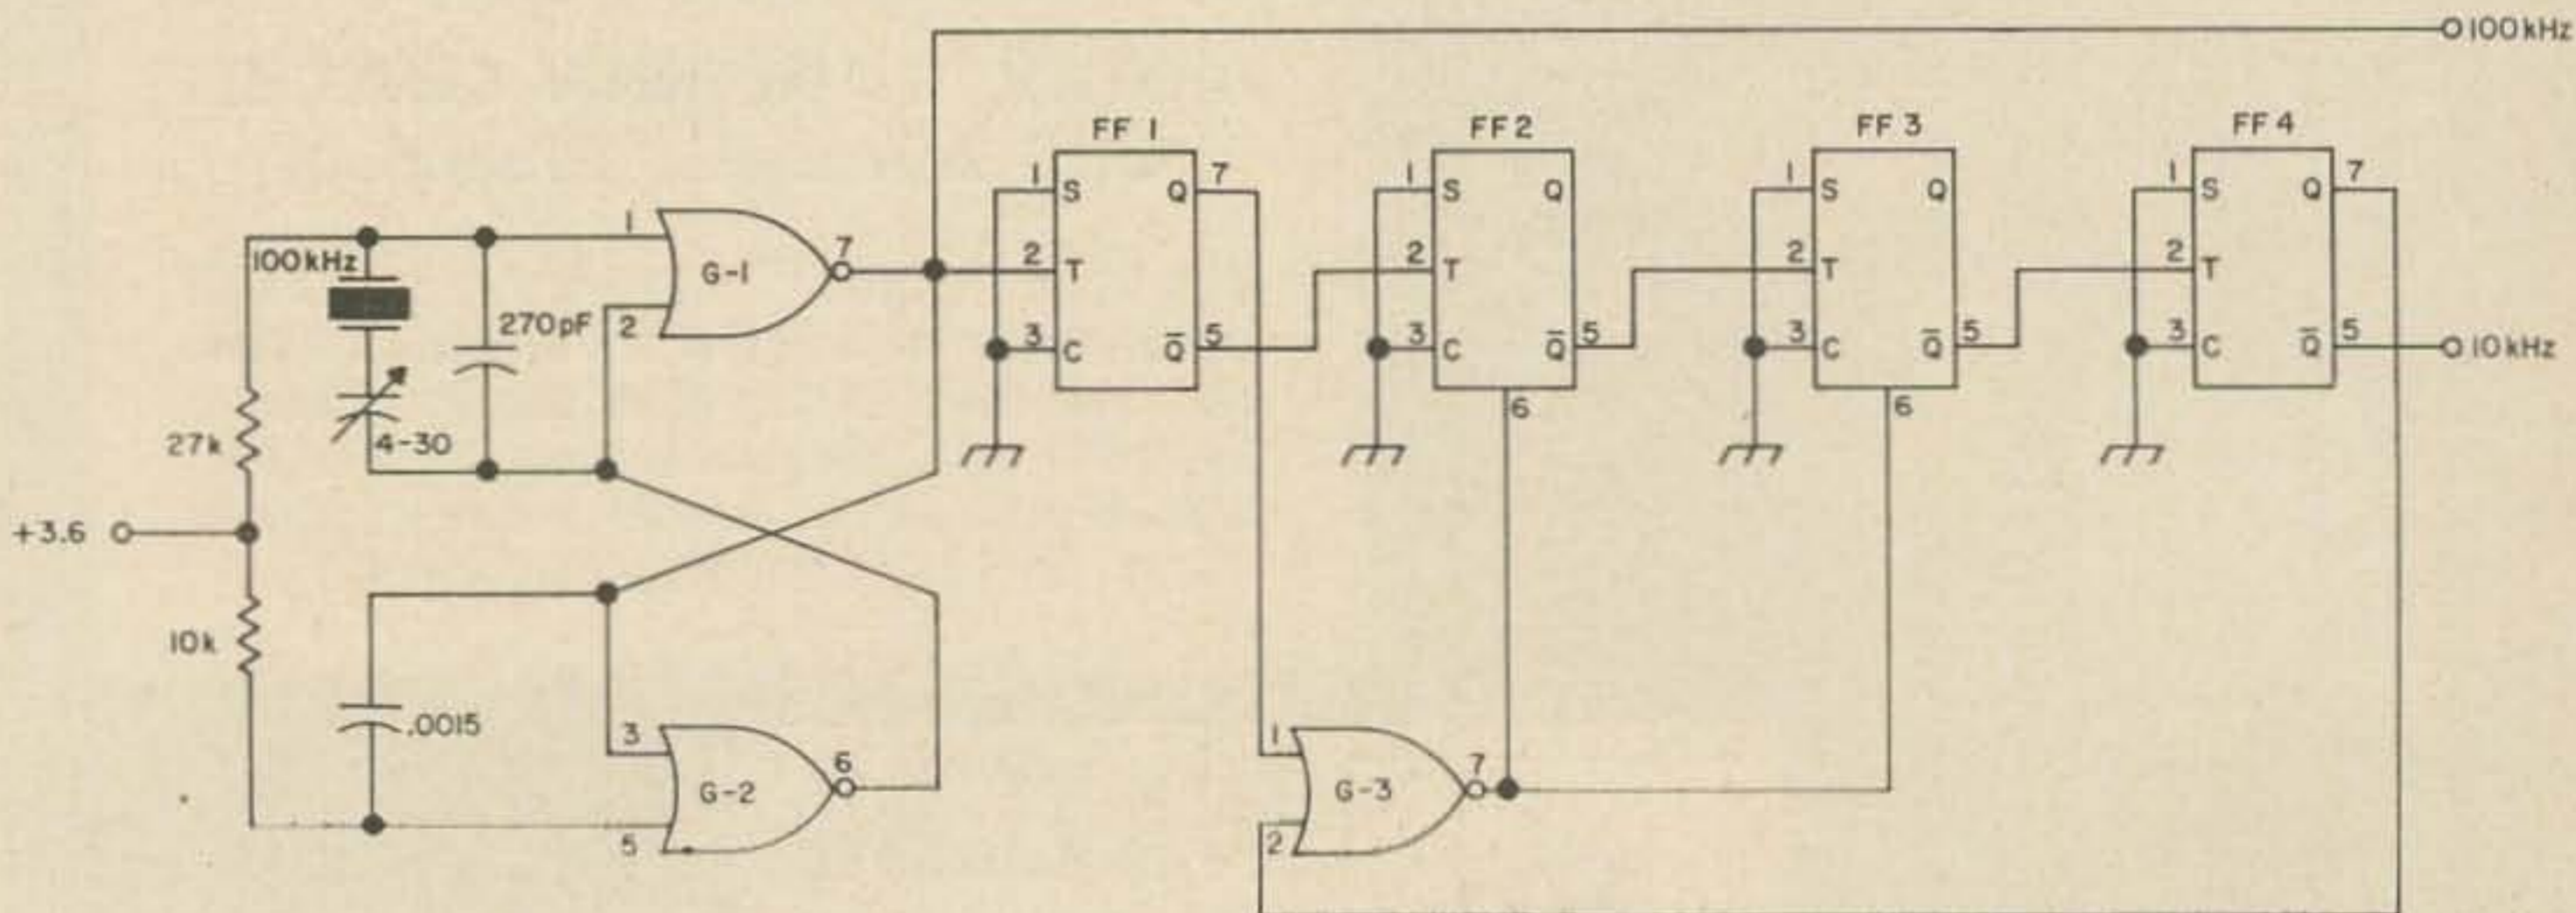 100kHz
FF 1
FF 2
FF 3
FF 4
1 S Q 7
1 S Q
1 S Q
1 S Q 7
1
7
2 T
2 T
2 T
2 T
100kHz
G-1
2
270pF
3 C Q̄ 5
3 C Q̄ 5
3 C Q̄ 5
3 C Q̄ 5
10kHz
6
6
27k
4-30
+3.6
10k
.0015
3
6
G-2
5
1
7
G-3
2